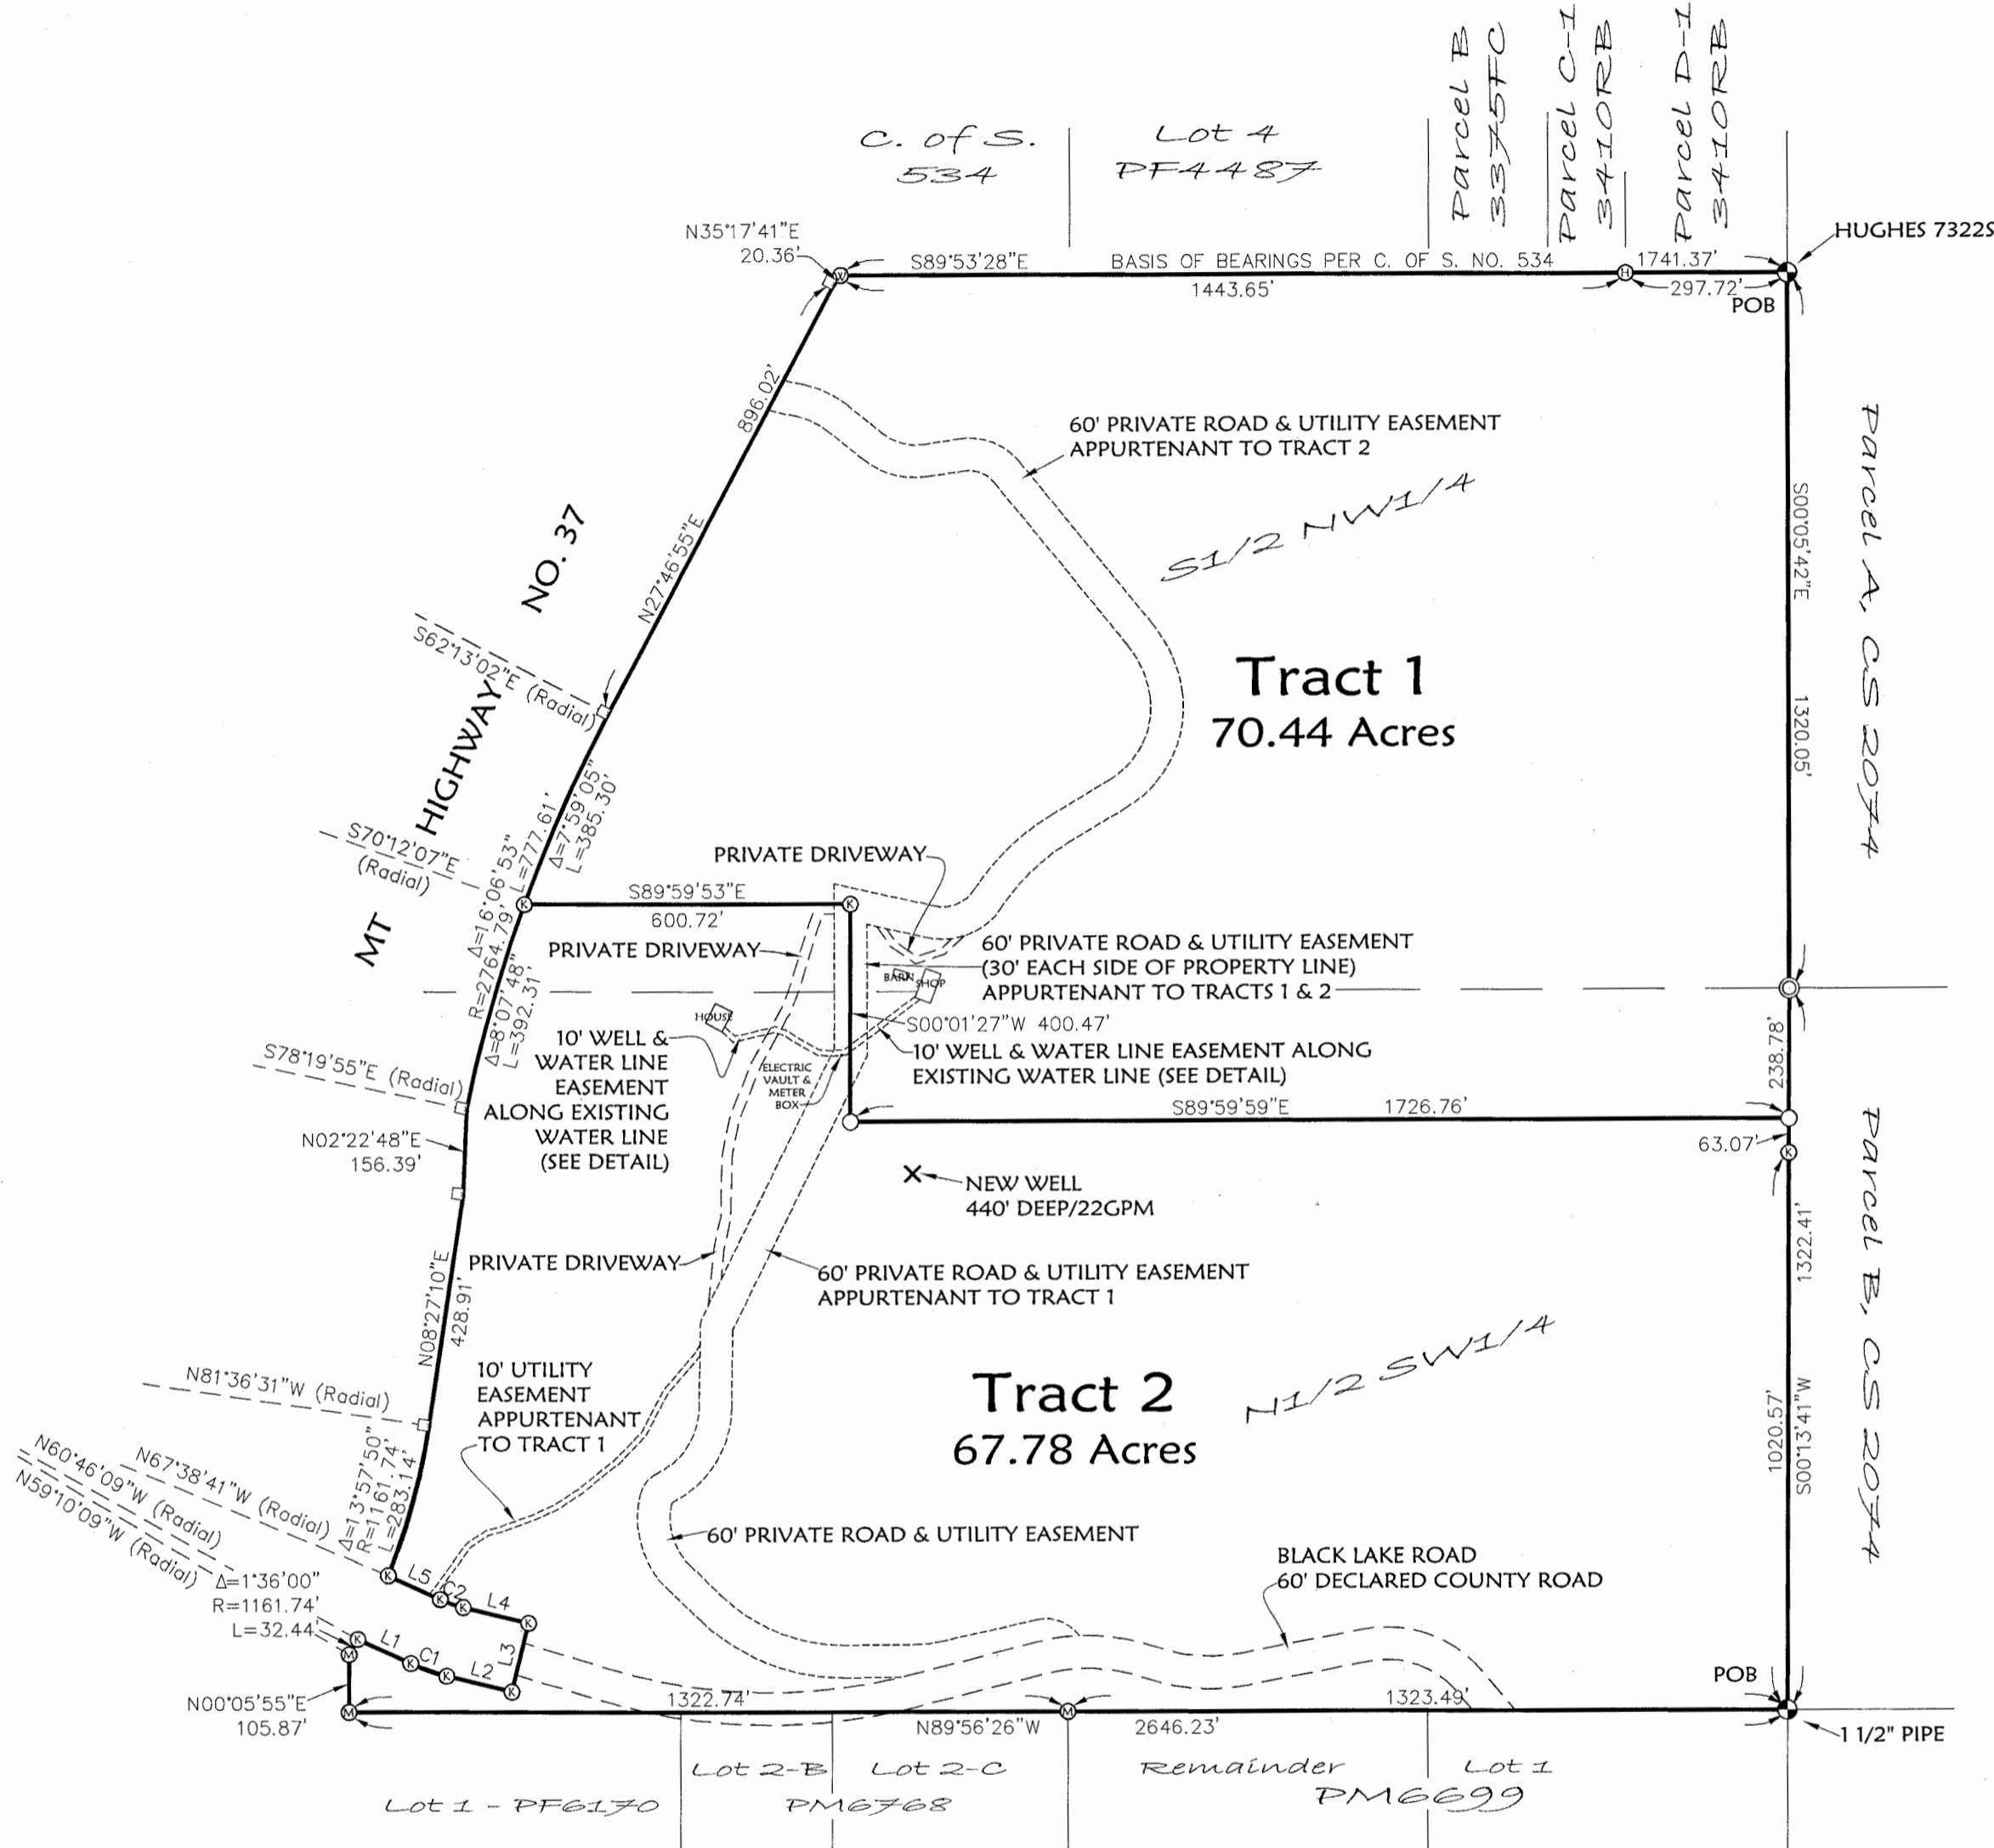 Parcel B
3375FC
Parcel C-1
3410RB
Parcel D-1
3410RB
C. of S.
534
Lot 4
PF4487
N35°17'41"E
20.36'
HUGHES 7322S
S89°53'28"E
BASIS OF BEARINGS PER C. OF S. NO. 534
1741.37'
1443.65'
297.72'
POB
896.02'
60' PRIVATE ROAD & UTILITY EASEMENT
APPURTENANT TO TRACT 2
S1/2 NW1/4
N27°46'55"E
S00°05'42"E
1320.05'
Parcel A, CS 2074
MT HIGHWAY NO. 37
S62°13'02"E (Radial)
Tract 1
70.44 Acres
Δ=7°59'05"
L=385.30'
S70°12'07"E
(Radial)
Δ=16°06'53"
L=777.61'
R=2764.79'
Δ=8°07'48"
L=392.31'
PRIVATE DRIVEWAY
S89°59'53"E
600.72'
PRIVATE DRIVEWAY
60' PRIVATE ROAD & UTILITY EASEMENT
(30' EACH SIDE OF PROPERTY LINE)
APPURTENANT TO TRACTS 1 & 2
BARN
SHOP
HOUSE
S00°01'27"W 400.47'
10' WELL &
WATER LINE
EASEMENT
ALONG EXISTING
WATER LINE
(SEE DETAIL)
ELECTRIC
VAULT &
METER
BOX
10' WELL & WATER LINE EASEMENT ALONG
EXISTING WATER LINE (SEE DETAIL)
238.78'
S78°19'55"E (Radial)
S89°59'59"E
1726.76'
N02°22'48"E
156.39'
63.07'
NEW WELL
440' DEEP/22GPM
Parcel B, CS 2074
1322.41'
PRIVATE DRIVEWAY
60' PRIVATE ROAD & UTILITY EASEMENT
APPURTENANT TO TRACT 1
N08°27'10"E
428.91'
N1/2 SW1/4
N81°36'31"W (Radial)
10' UTILITY
EASEMENT
APPURTENANT
TO TRACT 1
Tract 2
67.78 Acres
1020.57'
S00°13'41"W
N67°38'41"W (Radial)
N60°46'09"W (Radial)
N59°10'09"W (Radial)
Δ=13°57'50"
R=1161.74'
L=283.14'
60' PRIVATE ROAD & UTILITY EASEMENT
BLACK LAKE ROAD
60' DECLARED COUNTY ROAD
Δ=1°36'00"
R=1161.74'
L=32.44'
L5
C2
L4
K
K
K
K
K
L1
K
C1
K
L2
K
L3
M
M
M
K
K
K
W
H
POB
N00°05'55"E
105.87'
1322.74'
1323.49'
N89°56'26"W
2646.23'
1 1/2" PIPE
Lot 2-B
Lot 2-C
Remainder
Lot 1
Lot 1 - PF6170
PM6768
PM6699